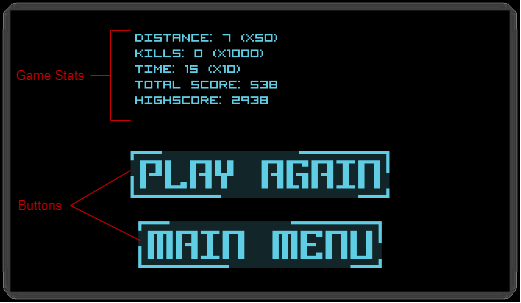 DISTANCE: 7 (X50)
KILLS: 0 (X1000)
Game Stats
TIME: 15 (X10)
TOTAL SCORE: 538
HIGHSCORE: 2938
PLAY AGAIN
Buttons
MAIN MENU